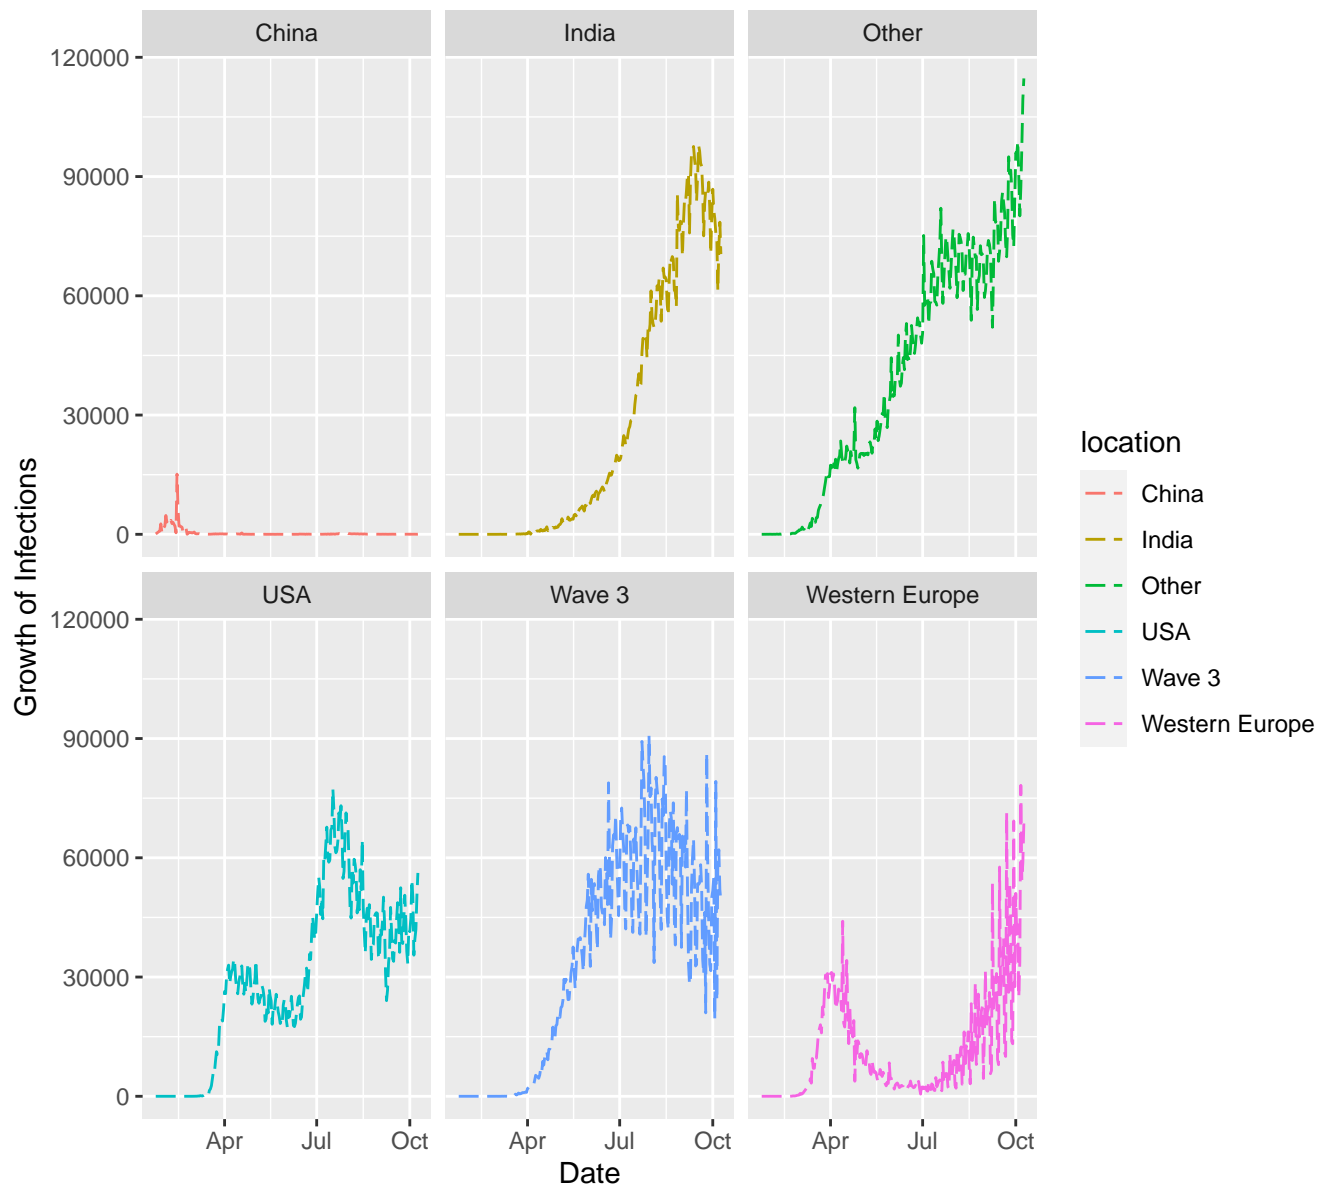 China India Other
120000
90000
60000
30000
0
USA Wave 3 Western Europe
120000
90000
60000
30000
0
Apr Jul Oct Apr Jul Oct Apr Jul Oct
Date
Growth of Infections
location
China
India
Other
USA
Wave 3
Western Europe